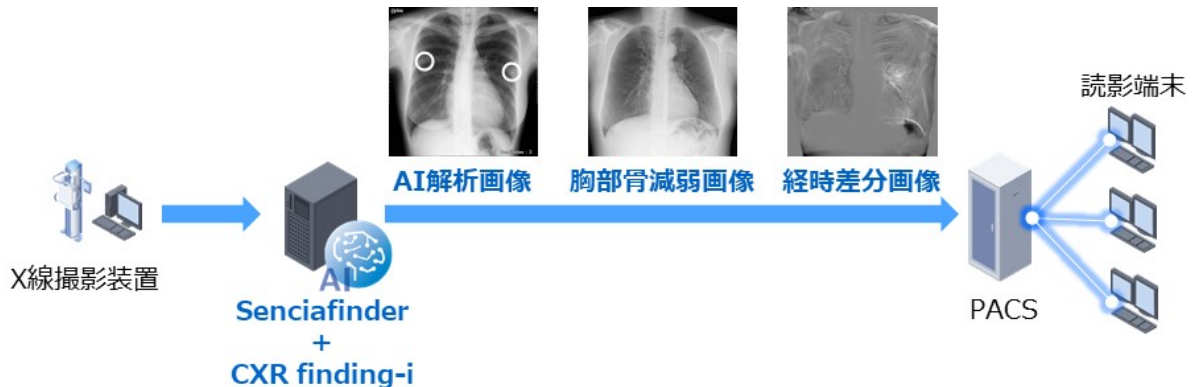 AI解析画像
胸部骨減弱画像
経時差分画像
読影端末
X線撮影装置
AI
Senciafinder
+
CXR finding-i
PACS